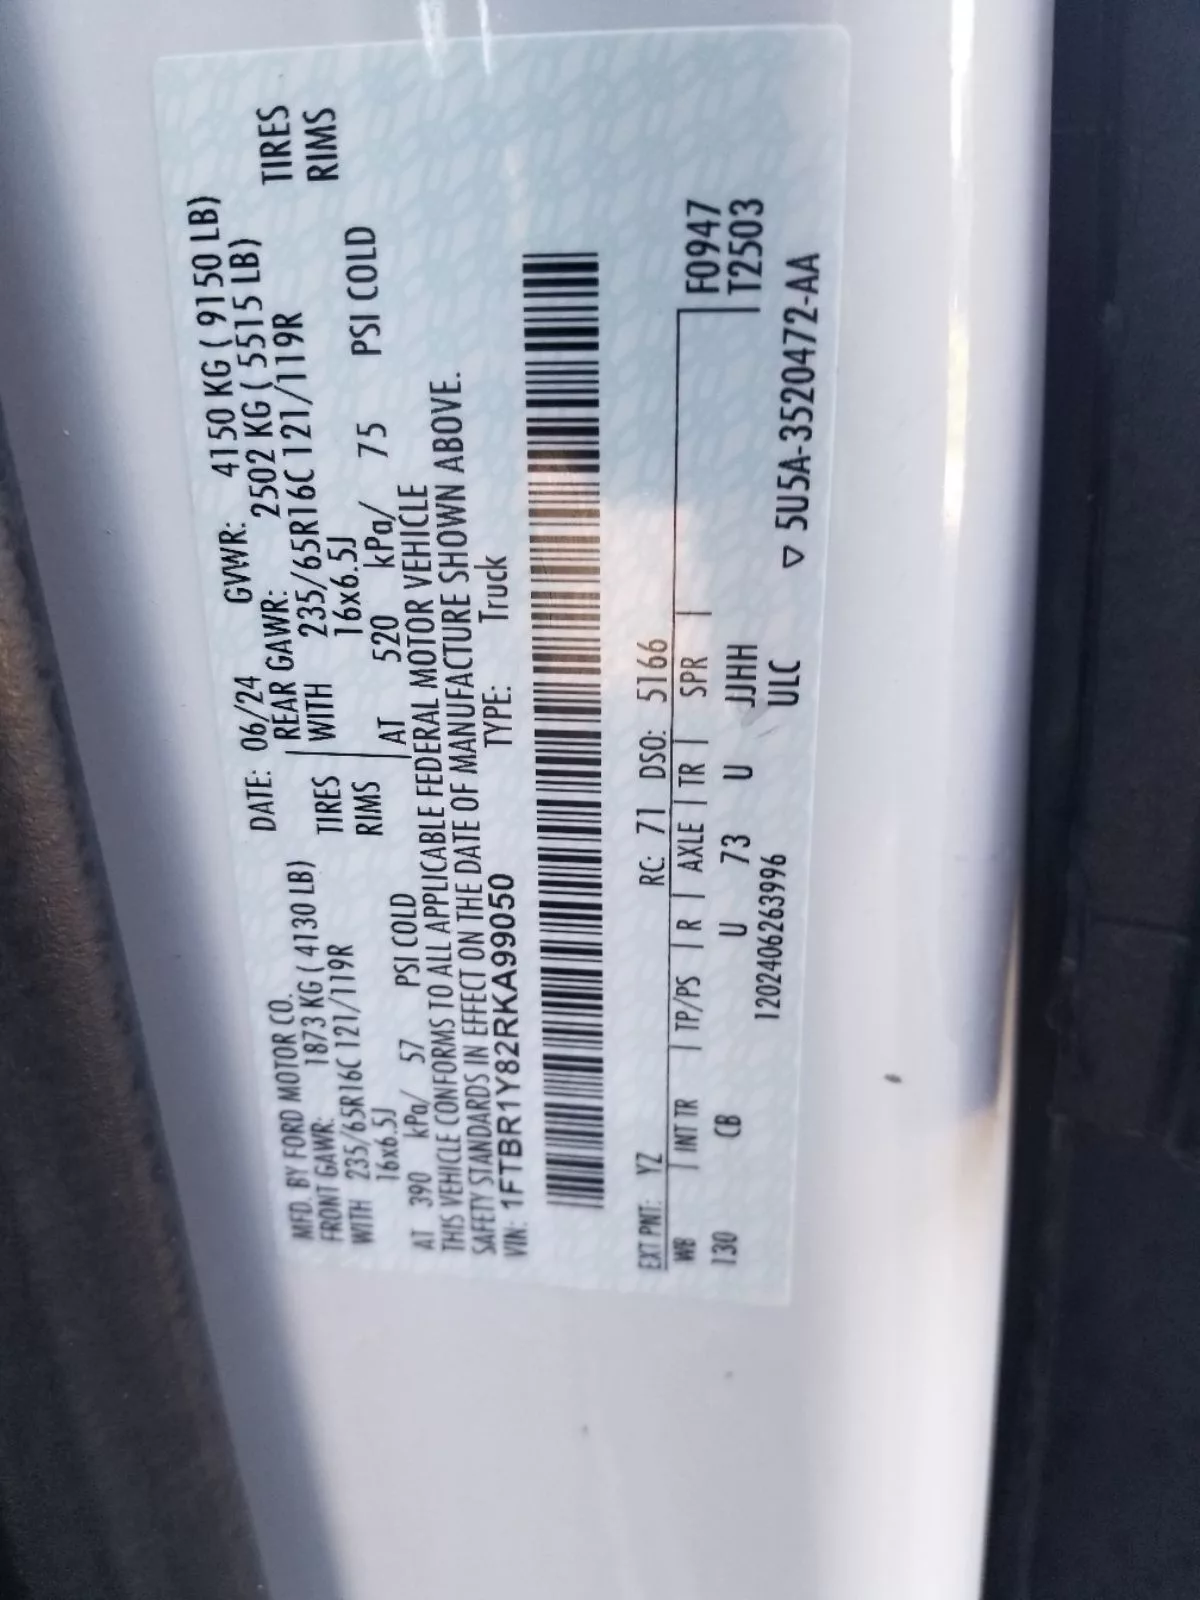 MFD. BY FORD MOTOR CO.
DATE: 06/24 GVWR: 4150 KG ( 9150 LB)
FRONT GAWR: 1873 KG ( 4130 LB)
REAR GAWR: 2502 KG ( 5515 LB)
WITH 235/65R16C 121/119R TIRES
WITH 235/65R16C 121/119R TIRES
16x6.5J RIMS
16x6.5J RIMS
AT 390 kPa/ 57 PSI COLD
AT 520 kPa/ 75 PSI COLD
THIS VEHICLE CONFORMS TO ALL APPLICABLE FEDERAL MOTOR VEHICLE
SAFETY STANDARDS IN EFFECT ON THE DATE OF MANUFACTURE SHOWN ABOVE.
VIN: 1FTBR1Y82RKA99050 TYPE: Truck
EXT PNT: YZ RC: 71 DSO: 5166
WB | INT TR | TP/PS | R | AXLE | TR | SPR | F0947
130 CB U 73 U JJHH T2503
1202406263996 ULC
▽ 5U5A-3520472-AA